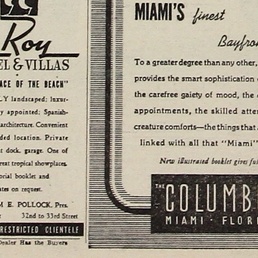 Roy
EL & VILLAS
ACE OF THE BEACH"
LY landscaped; luxur-
y appointed; Spanish-
architecture. Convenient
ded location. Private
t dock, garage. One of
reat tropical showplaces.
torial booklet and
ates on request.
M E. POLLOCK, Pres.
32nd to 33rd Street
RESTRICTED CLIENTELE
Dealer Has the Buyers
MIAMI'S finest
Bayfro
To a greater degree than any other,
provides the smart sophistication
the carefree gaiety of mood, the
appointments, the skilled atte
creature comforts—the things that
linked with all that "Miami"
New illustrated booklet gives ful
THE
COLUMB
MIAMI · FLOR